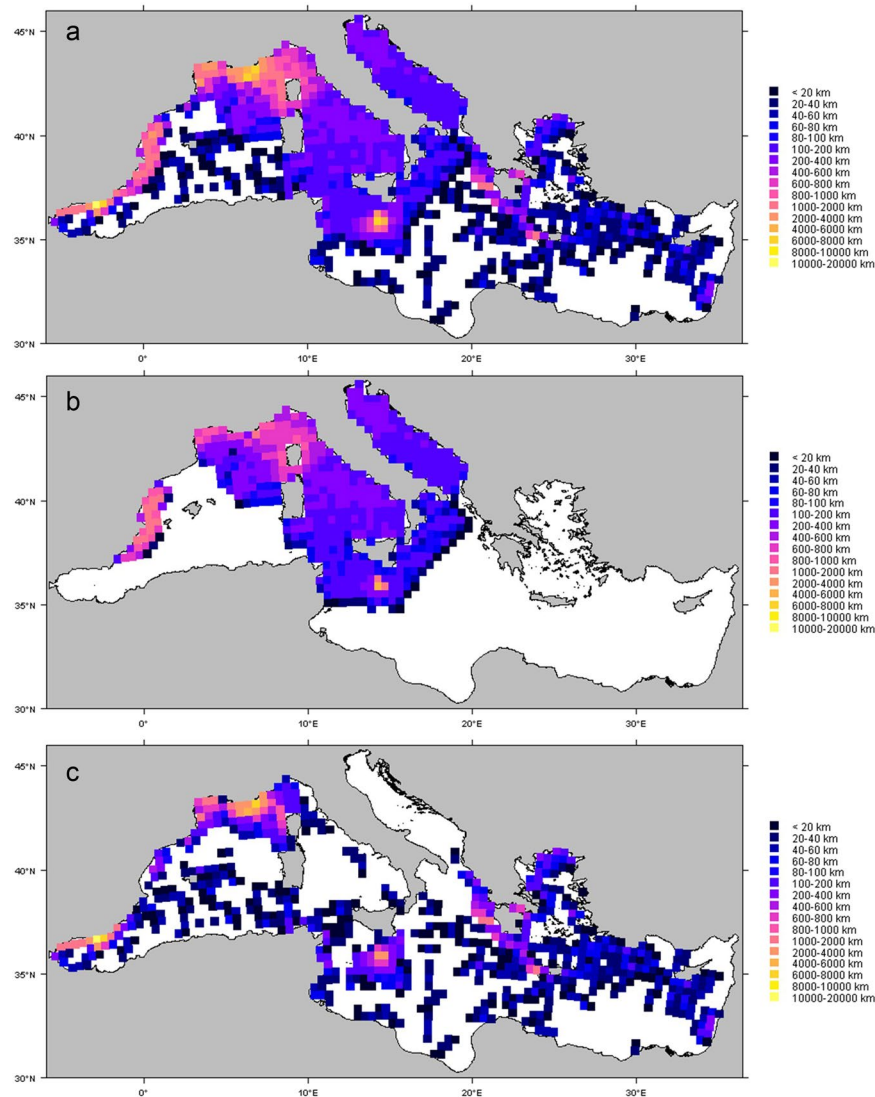 a
45°N
40°N
35°N
30°N
0°
10°E
20°E
30°E
< 20 km
20-40 km
40-60 km
60-80 km
80-100 km
100-200 km
200-400 km
400-600 km
600-800 km
800-1000 km
1000-2000 km
2000-4000 km
4000-6000 km
6000-8000 km
8000-10000 km
10000-20000 km
b
45°N
40°N
35°N
30°N
0°
10°E
20°E
30°E
< 20 km
20-40 km
40-60 km
60-80 km
80-100 km
100-200 km
200-400 km
400-600 km
600-800 km
800-1000 km
1000-2000 km
2000-4000 km
4000-6000 km
6000-8000 km
8000-10000 km
10000-20000 km
c
45°N
40°N
35°N
30°N
0°
10°E
20°E
30°E
< 20 km
20-40 km
40-60 km
60-80 km
80-100 km
100-200 km
200-400 km
400-600 km
600-800 km
800-1000 km
1000-2000 km
2000-4000 km
4000-6000 km
6000-8000 km
8000-10000 km
10000-20000 km